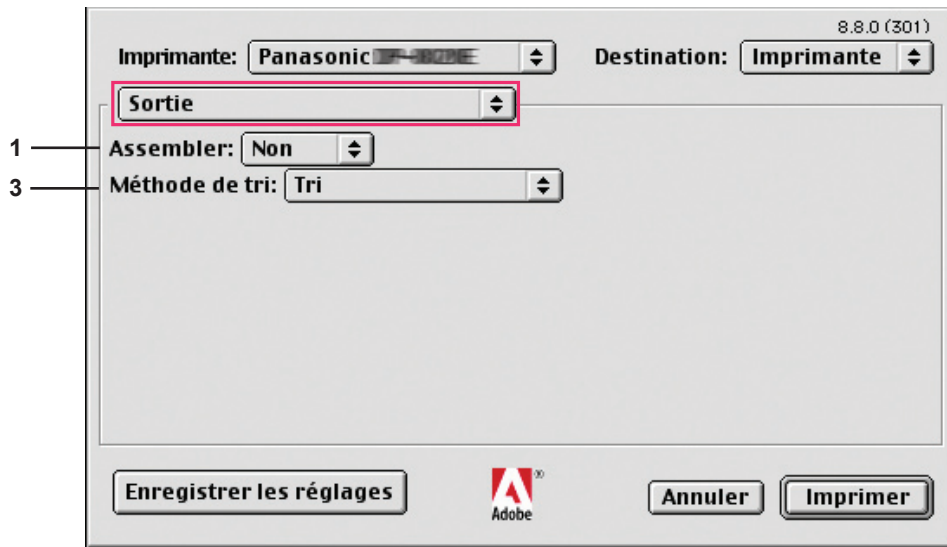 8.8.0 (301)
Imprimante: Panasonic Destination: Imprimante
Sortie
1 Assembler: Non
3 Méthode de tri: Tri
Enregistrer les réglages Adobe ® Annuler Imprimer